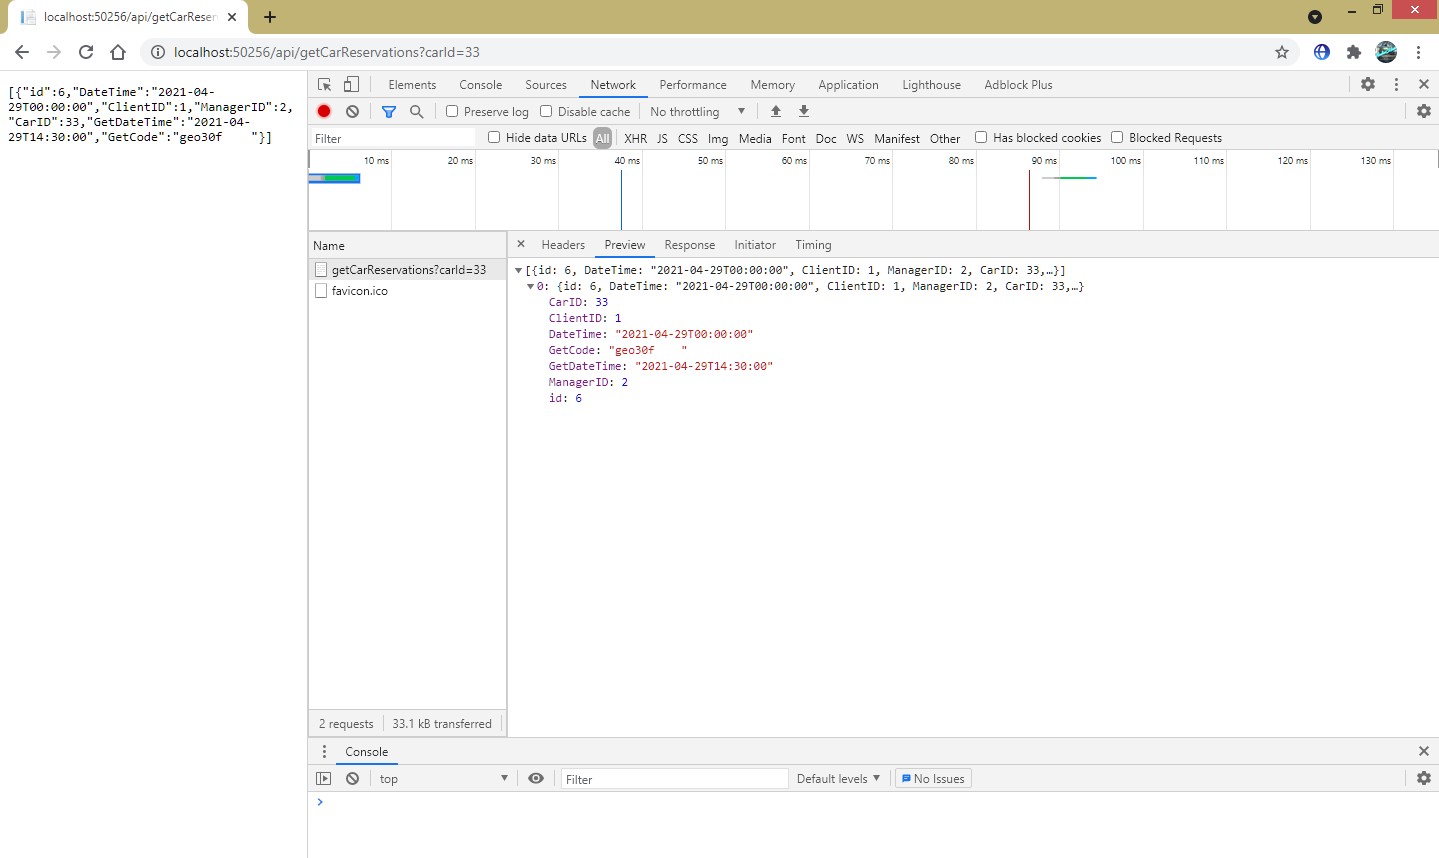 localhost:50256/api/getCarReser
localhost:50256/api/getCarReservations?carId=33
[{"id":6,"DateTime":"2021-04-
29T00:00:00","ClientID":1,"ManagerID":2,
"CarID":33,"GetDateTime":"2021-04-
29T14:30:00","GetCode":"geo30f    "}]
Elements Console Sources Network Performance Memory Application Lighthouse Adblock Plus
Preserve log Disable cache No throttling
Filter Hide data URLs All XHR JS CSS Img Media Font Doc WS Manifest Other Has blocked cookies Blocked Requests
10 ms 20 ms 30 ms 40 ms 50 ms 60 ms 70 ms 80 ms 90 ms 100 ms 110 ms 120 ms 130 ms
Name
getCarReservations?carId=33
favicon.ico
Headers Preview Response Initiator Timing
[{id: 6, DateTime: "2021-04-29T00:00:00", ClientID: 1, ManagerID: 2, CarID: 33,…}]
0: {id: 6, DateTime: "2021-04-29T00:00:00", ClientID: 1, ManagerID: 2, CarID: 33,…}
CarID: 33
ClientID: 1
DateTime: "2021-04-29T00:00:00"
GetCode: "geo30f    "
GetDateTime: "2021-04-29T14:30:00"
ManagerID: 2
id: 6
2 requests 33.1 kB transferred
Console
top Filter Default levels No Issues